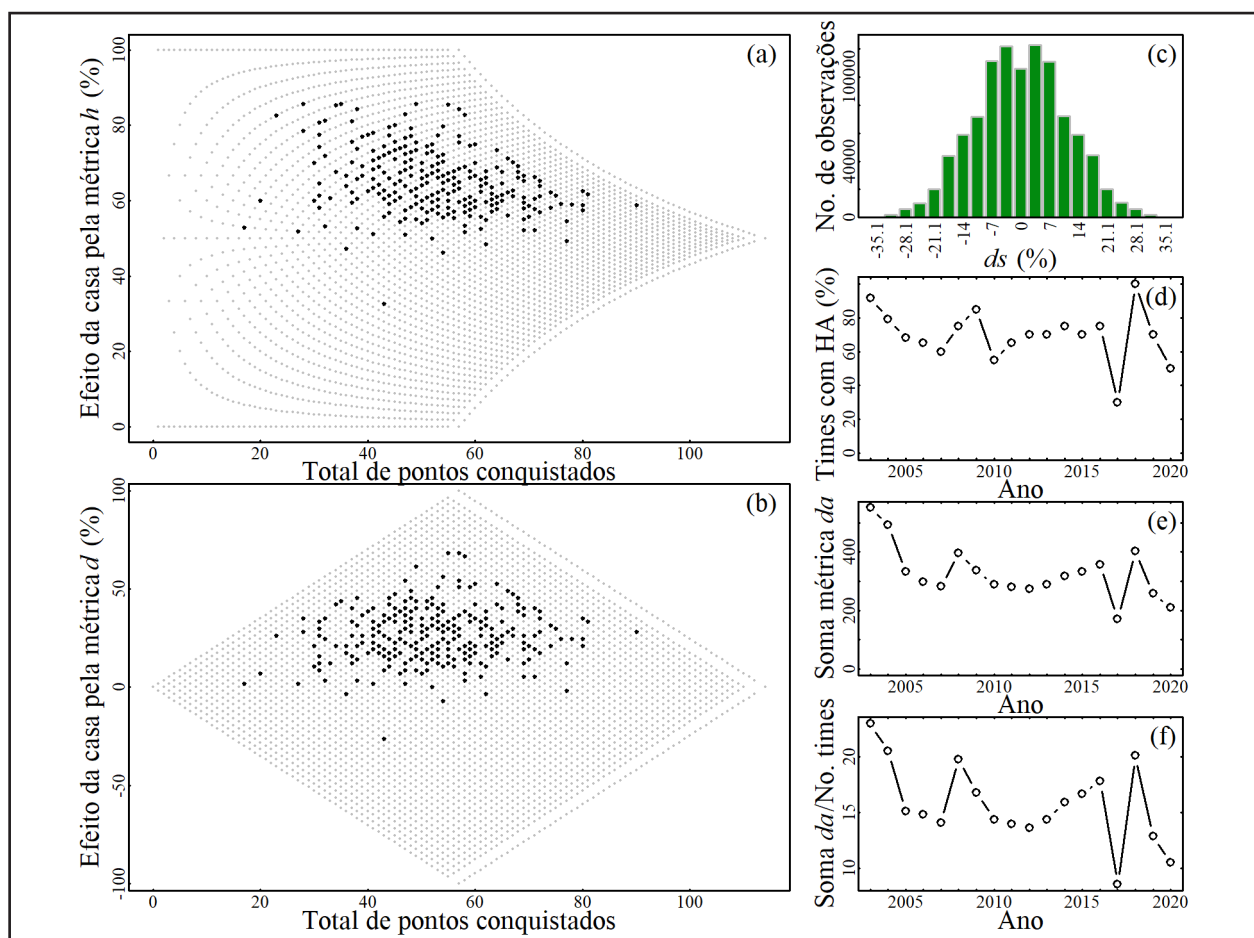 (a)
Efeito da casa pela métrica h (%)
100
80
60
40
20
0
0 20 40 60 80 100
Total de pontos conquistados
(b)
Efeito da casa pela métrica d (%)
100
50
0
-50
-100
0 20 40 60 80 100
Total de pontos conquistados
(c)
No. de observações
100000
40000
0
-35.1 -28.1 -21.1 -14 -7 0 7 14 21.1 28.1 35.1
ds (%)
(d)
Times com HA (%)
80
60
40
20
0
2005 2010 2015 2020
Ano
(e)
Soma métrica da
400
200
0
2005 2010 2015 2020
Ano
(f)
Soma da/No. times
20
15
10
2005 2010 2015 2020
Ano